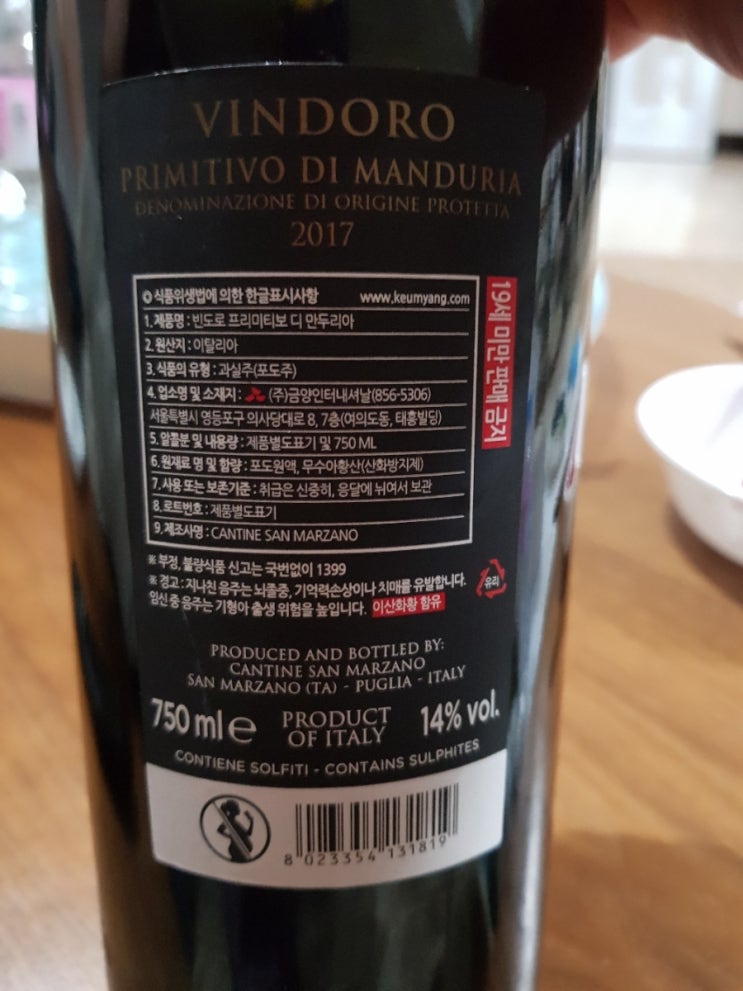 VINDORO
PRIMITIVO DI MANDURIA
DENOMINAZIONE DI ORIGINE PROTETTA
2017
식품위생법에 의한 한글표시사항 www.keumyang.com
1. 제품명 : 빈도로 프리미티보 디 만두리아
2. 원산지 : 이탈리아
3. 식품의 유형 : 과실주(포도주)
4. 업소명 및 소재지 : (주)금양인터내셔날(856-5306)
서울특별시 영등포구 의사당대로 8, 7층(여의도동, 태흥빌딩)
5. 알콜분 및 내용량 : 제품별도표기 및 750 ML
6. 원재료 명 및 함량 : 포도원액, 무수아황산(산화방지제)
7. 사용 또는 보존기준 : 취급은 신중히, 응달에 뉘여서 보관
8. 로트번호 : 제품별도표기
9. 제조사명 : CANTINE SAN MARZANO
19세 미만 판매 금지
※ 부정, 불량식품 신고는 국번없이 1399
※ 경고 : 지나친 음주는 뇌졸중, 기억력손상이나 치매를 유발합니다.
임신 중 음주는 기형아 출생 위험을 높입니다. 이산화황 함유
유리
PRODUCED AND BOTTLED BY:
CANTINE SAN MARZANO
SAN MARZANO (TA) - PUGLIA - ITALY
750 ml e PRODUCT OF ITALY 14% vol.
CONTIENE SOLFITI - CONTAINS SULPHITES
8 023354 131819